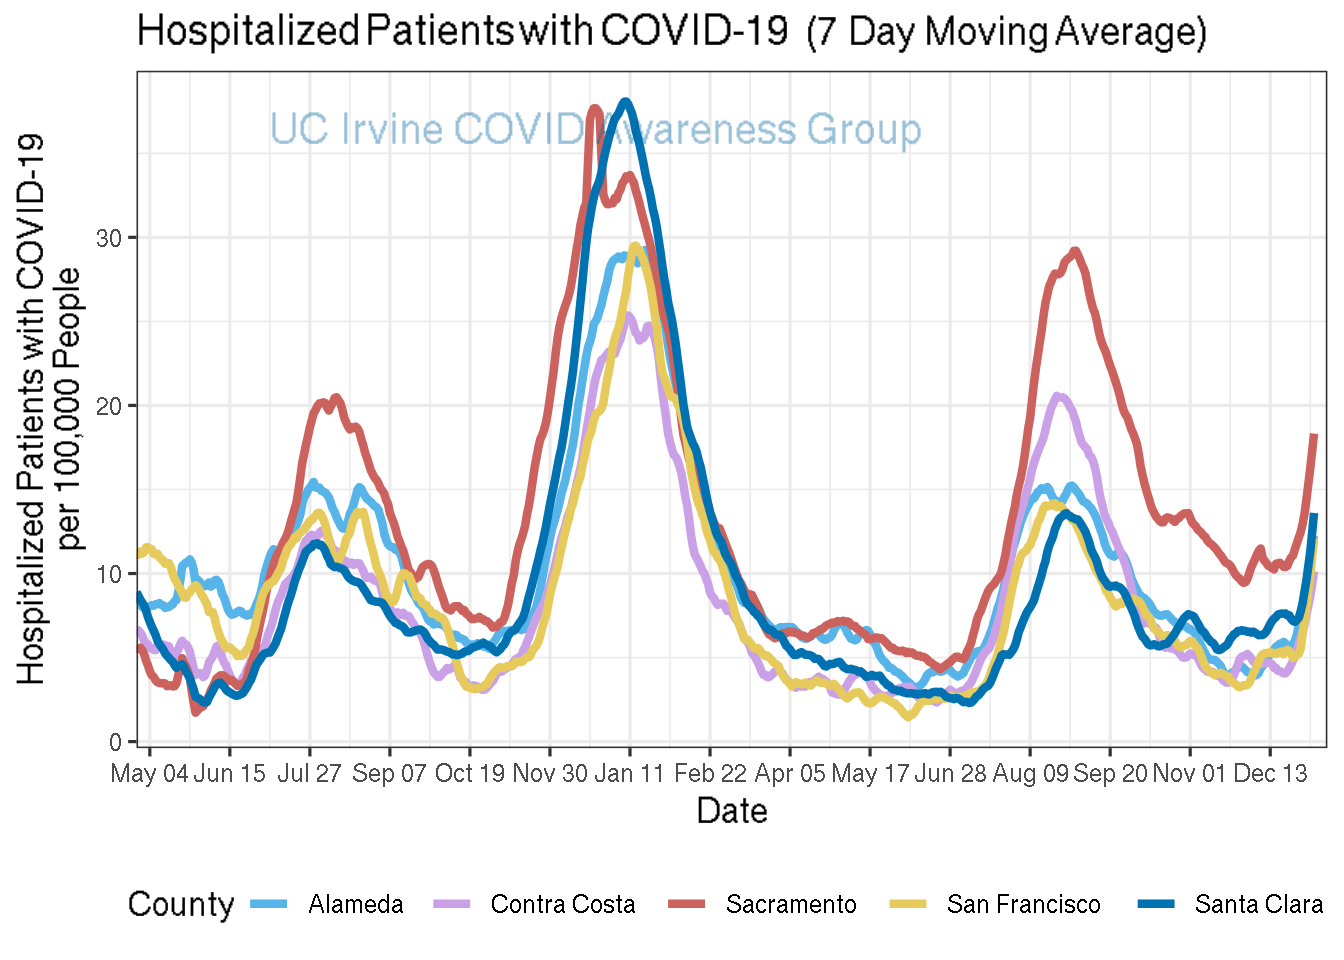 Hospitalized Patients with COVID-19 (7 Day Moving Average)
UC Irvine COVID Awareness Group
Hospitalized Patients with COVID-19
per 100,000 People
30
20
10
0
May 04 Jun 15 Jul 27 Sep 07 Oct 19 Nov 30 Jan 11 Feb 22 Apr 05 May 17 Jun 28 Aug 09 Sep 20 Nov 01 Dec 13
Date
County Alameda Contra Costa Sacramento San Francisco Santa Clara